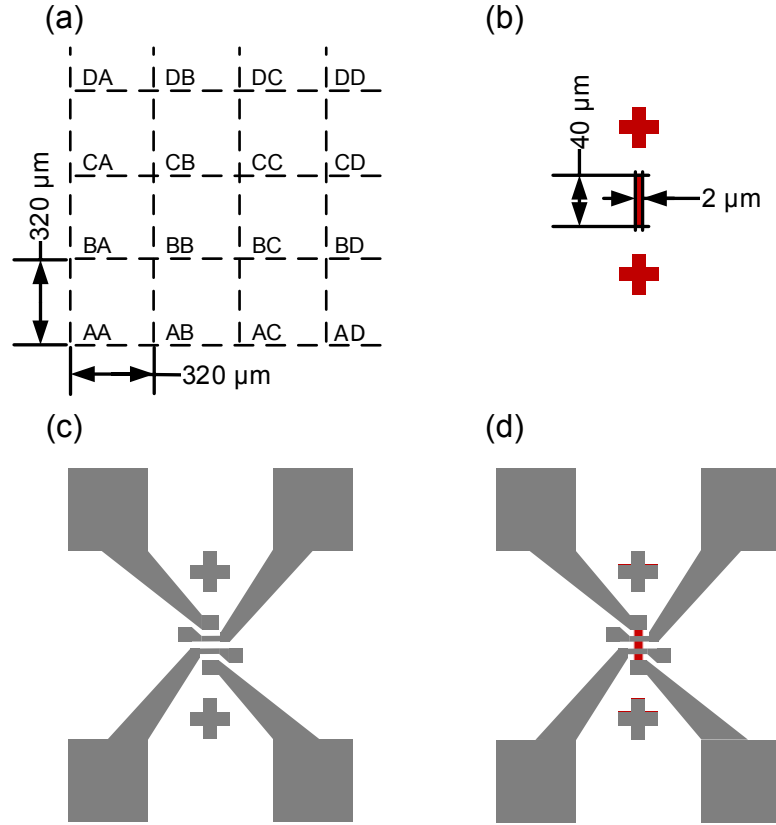 (a)
DA DB DC DD
CA CB CC CD
320 µm
BA BB BC BD
AA AB AC AD
320 µm
(b)
40 µm
2 µm
(c)
(d)